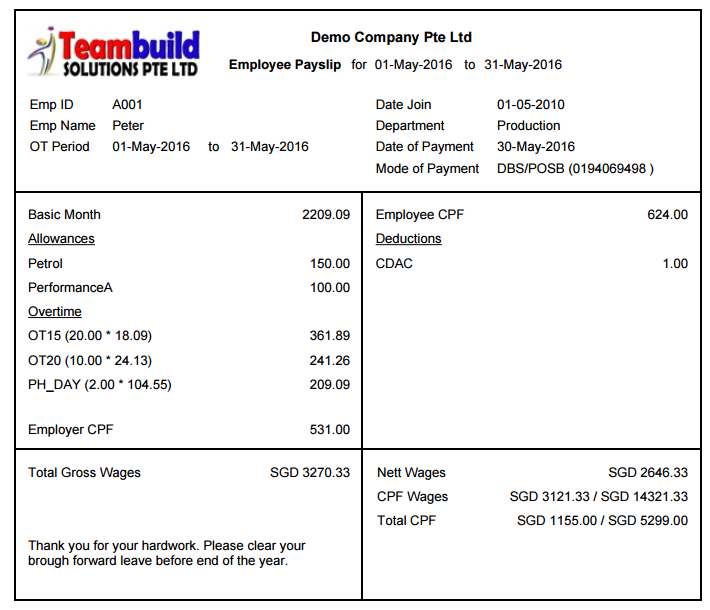 Teambuild
SOLUTIONS PTE LTD
Demo Company Pte Ltd
Employee Payslip for 01-May-2016 to 31-May-2016
Emp ID A001
Emp Name Peter
OT Period 01-May-2016 to 31-May-2016
Date Join 01-05-2010
Department Production
Date of Payment 30-May-2016
Mode of Payment DBS/POSB (0194069498 )
Basic Month 2209.09
Allowances
Petrol 150.00
PerformanceA 100.00
Overtime
OT15 (20.00 * 18.09) 361.89
OT20 (10.00 * 24.13) 241.26
PH_DAY (2.00 * 104.55) 209.09
Employer CPF 531.00
Employee CPF 624.00
Deductions
CDAC 1.00
Total Gross Wages SGD 3270.33
Thank you for your hardwork. Please clear your
brough forward leave before end of the year.
Nett Wages SGD 2646.33
CPF Wages SGD 3121.33 / SGD 14321.33
Total CPF SGD 1155.00 / SGD 5299.00